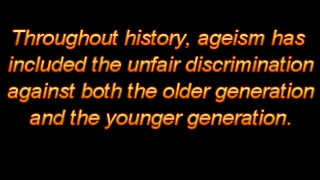 Throughout history, ageism has
included the unfair discrimination
against both the older generation
and the younger generation.